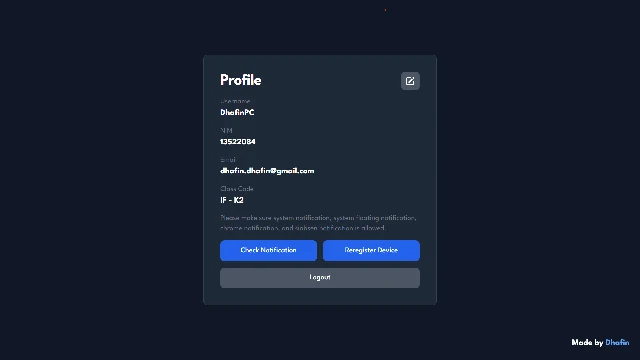 Profile
Username
DhafinPC
NIM
13522084
Email
dhafin.dhafin@gmail.com
Class Code
IF - K2
Please make sure system notification, system floating notification,
chrome notification, and sixbsen notification is allowed.
Check Notification
Reregister Device
Logout
Made by Dhafin